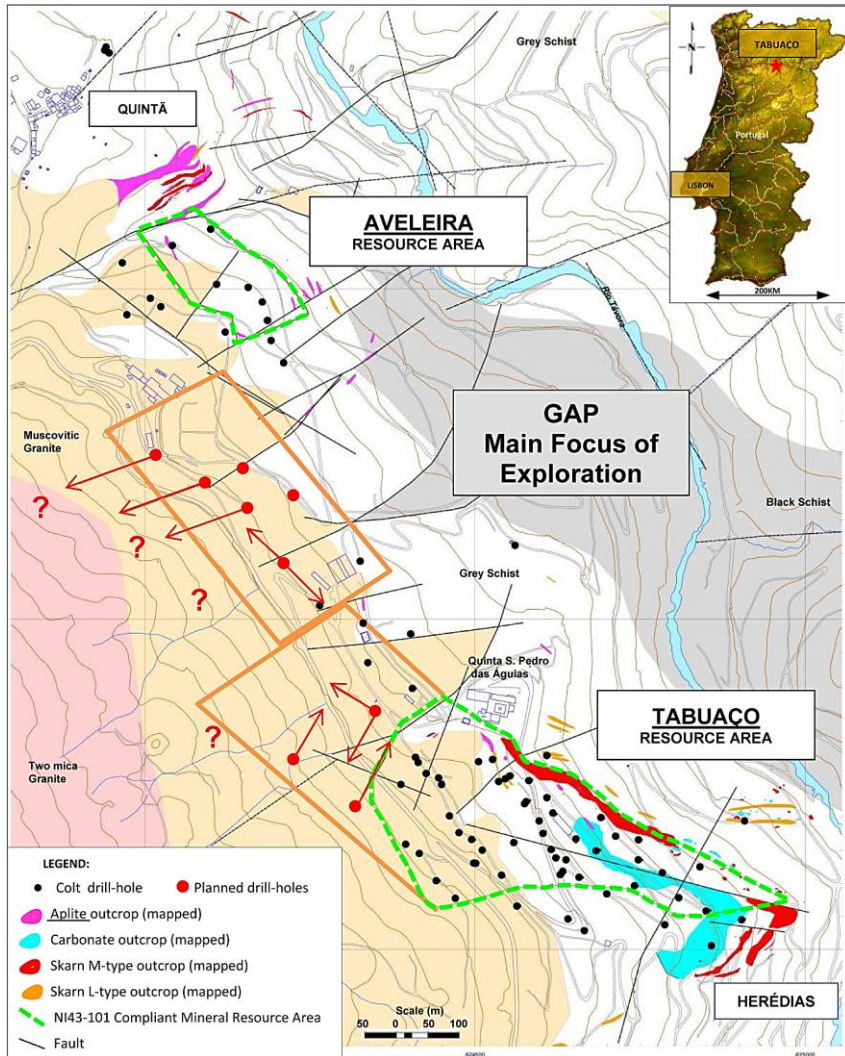 Grey Schist
N
TABUAÇO
QUINTÃ
Portugal
LISBON
200KM
AVELEIRA
RESOURCE AREA
Rio Távora
GAP
Main Focus of
Exploration
Muscovitic
Granite
?
?
?
?
Black Schist
Grey Schist
Quinta S. Pedro
das Águias
TABUAÇO
RESOURCE AREA
Two mica
Granite
LEGEND:
Colt drill-hole
Planned drill-holes
Aplite outcrop (mapped)
Carbonate outcrop (mapped)
Skarn M-type outcrop (mapped)
Skarn L-type outcrop (mapped)
NI43-101 Compliant Mineral Resource Area
Fault
Scale (m)
50 0 50 100
HERÉDIAS
624500
625000